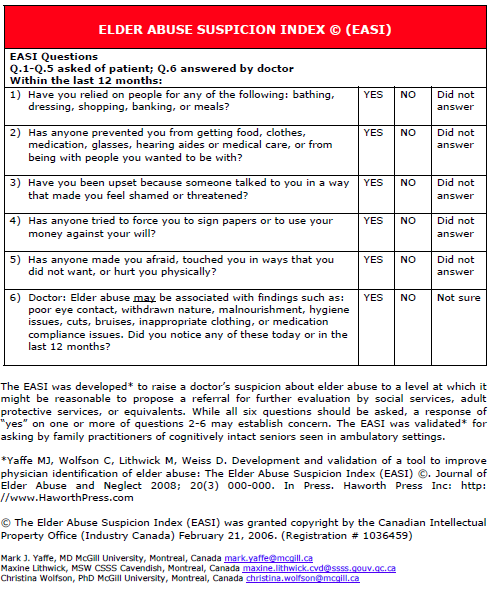 ELDER ABUSE SUSPICION INDEX © (EASI)
EASI Questions
Q.1-Q.5 asked of patient; Q.6 answered by doctor
Within the last 12 months:
1) Have you relied on people for any of the following: bathing, dressing, shopping, banking, or meals? YES NO Did not answer
2) Has anyone prevented you from getting food, clothes, medication, glasses, hearing aides or medical care, or from being with people you wanted to be with? YES NO Did not answer
3) Have you been upset because someone talked to you in a way that made you feel shamed or threatened? YES NO Did not answer
4) Has anyone tried to force you to sign papers or to use your money against your will? YES NO Did not answer
5) Has anyone made you afraid, touched you in ways that you did not want, or hurt you physically? YES NO Did not answer
6) Doctor: Elder abuse may be associated with findings such as: poor eye contact, withdrawn nature, malnourishment, hygiene issues, cuts, bruises, inappropriate clothing, or medication compliance issues. Did you notice any of these today or in the last 12 months? YES NO Not sure
The EASI was developed* to raise a doctor's suspicion about elder abuse to a level at which it
might be reasonable to propose a referral for further evaluation by social services, adult
protective services, or equivalents. While all six questions should be asked, a response of
"yes" on one or more of questions 2-6 may establish concern. The EASI was validated* for
asking by family practitioners of cognitively intact seniors seen in ambulatory settings.
*Yaffe MJ, Wolfson C, Lithwick M, Weiss D. Development and validation of a tool to improve
physician identification of elder abuse: The Elder Abuse Suspicion Index (EASI) ©. Journal of
Elder Abuse and Neglect 2008; 20(3) 000-000. In Press. Haworth Press Inc: http:
//www.HaworthPress.com
© The Elder Abuse Suspicion Index (EASI) was granted copyright by the Canadian Intellectual
Property Office (Industry Canada) February 21, 2006. (Registration # 1036459)
Mark J. Yaffe, MD McGill University, Montreal, Canada mark.yaffe@mcgill.ca
Maxine Lithwick, MSW CSSS Cavendish, Montreal, Canada maxine.lithwick.cvd@ssss.gouv.qc.ca
Christina Wolfson, PhD McGill University, Montreal, Canada christina.wolfson@mcgill.ca